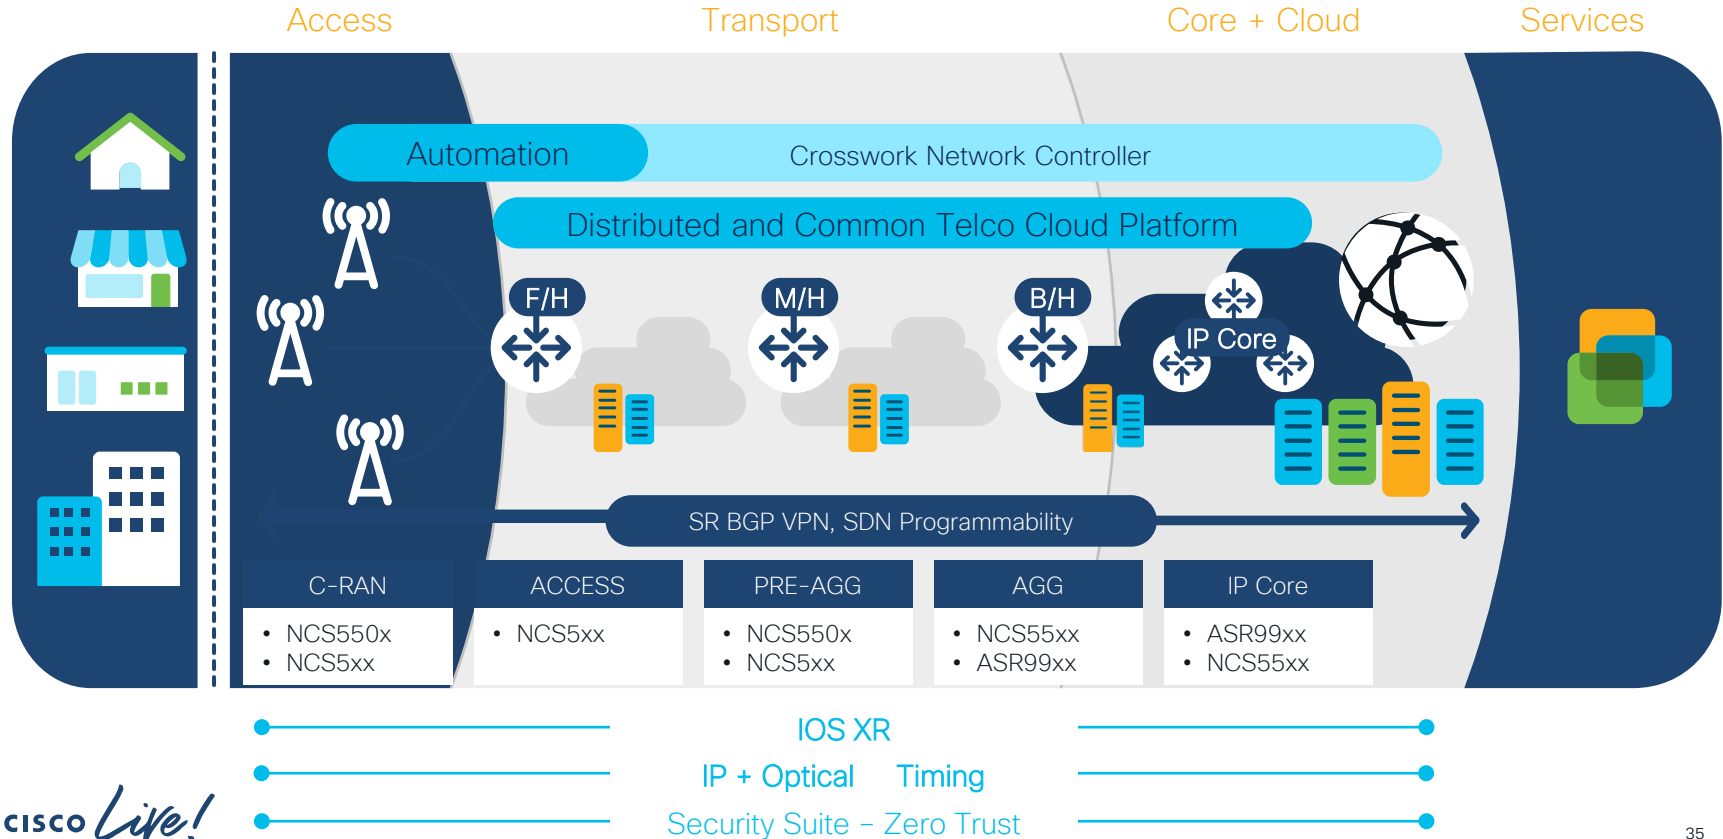 Access
Transport
Core + Cloud
Services
Automation
Crosswork Network Controller
Distributed and Common Telco Cloud Platform
F/H
M/H
B/H
IP Core
SR BGP VPN, SDN Programmability
C-RAN
• NCS550x
• NCS5xx
ACCESS
• NCS5xx
PRE-AGG
• NCS550x
• NCS5xx
AGG
• NCS55xx
• ASR99xx
IP Core
• ASR99xx
• NCS55xx
IOS XR
IP + Optical Timing
Security Suite – Zero Trust
CISCO Live!
35